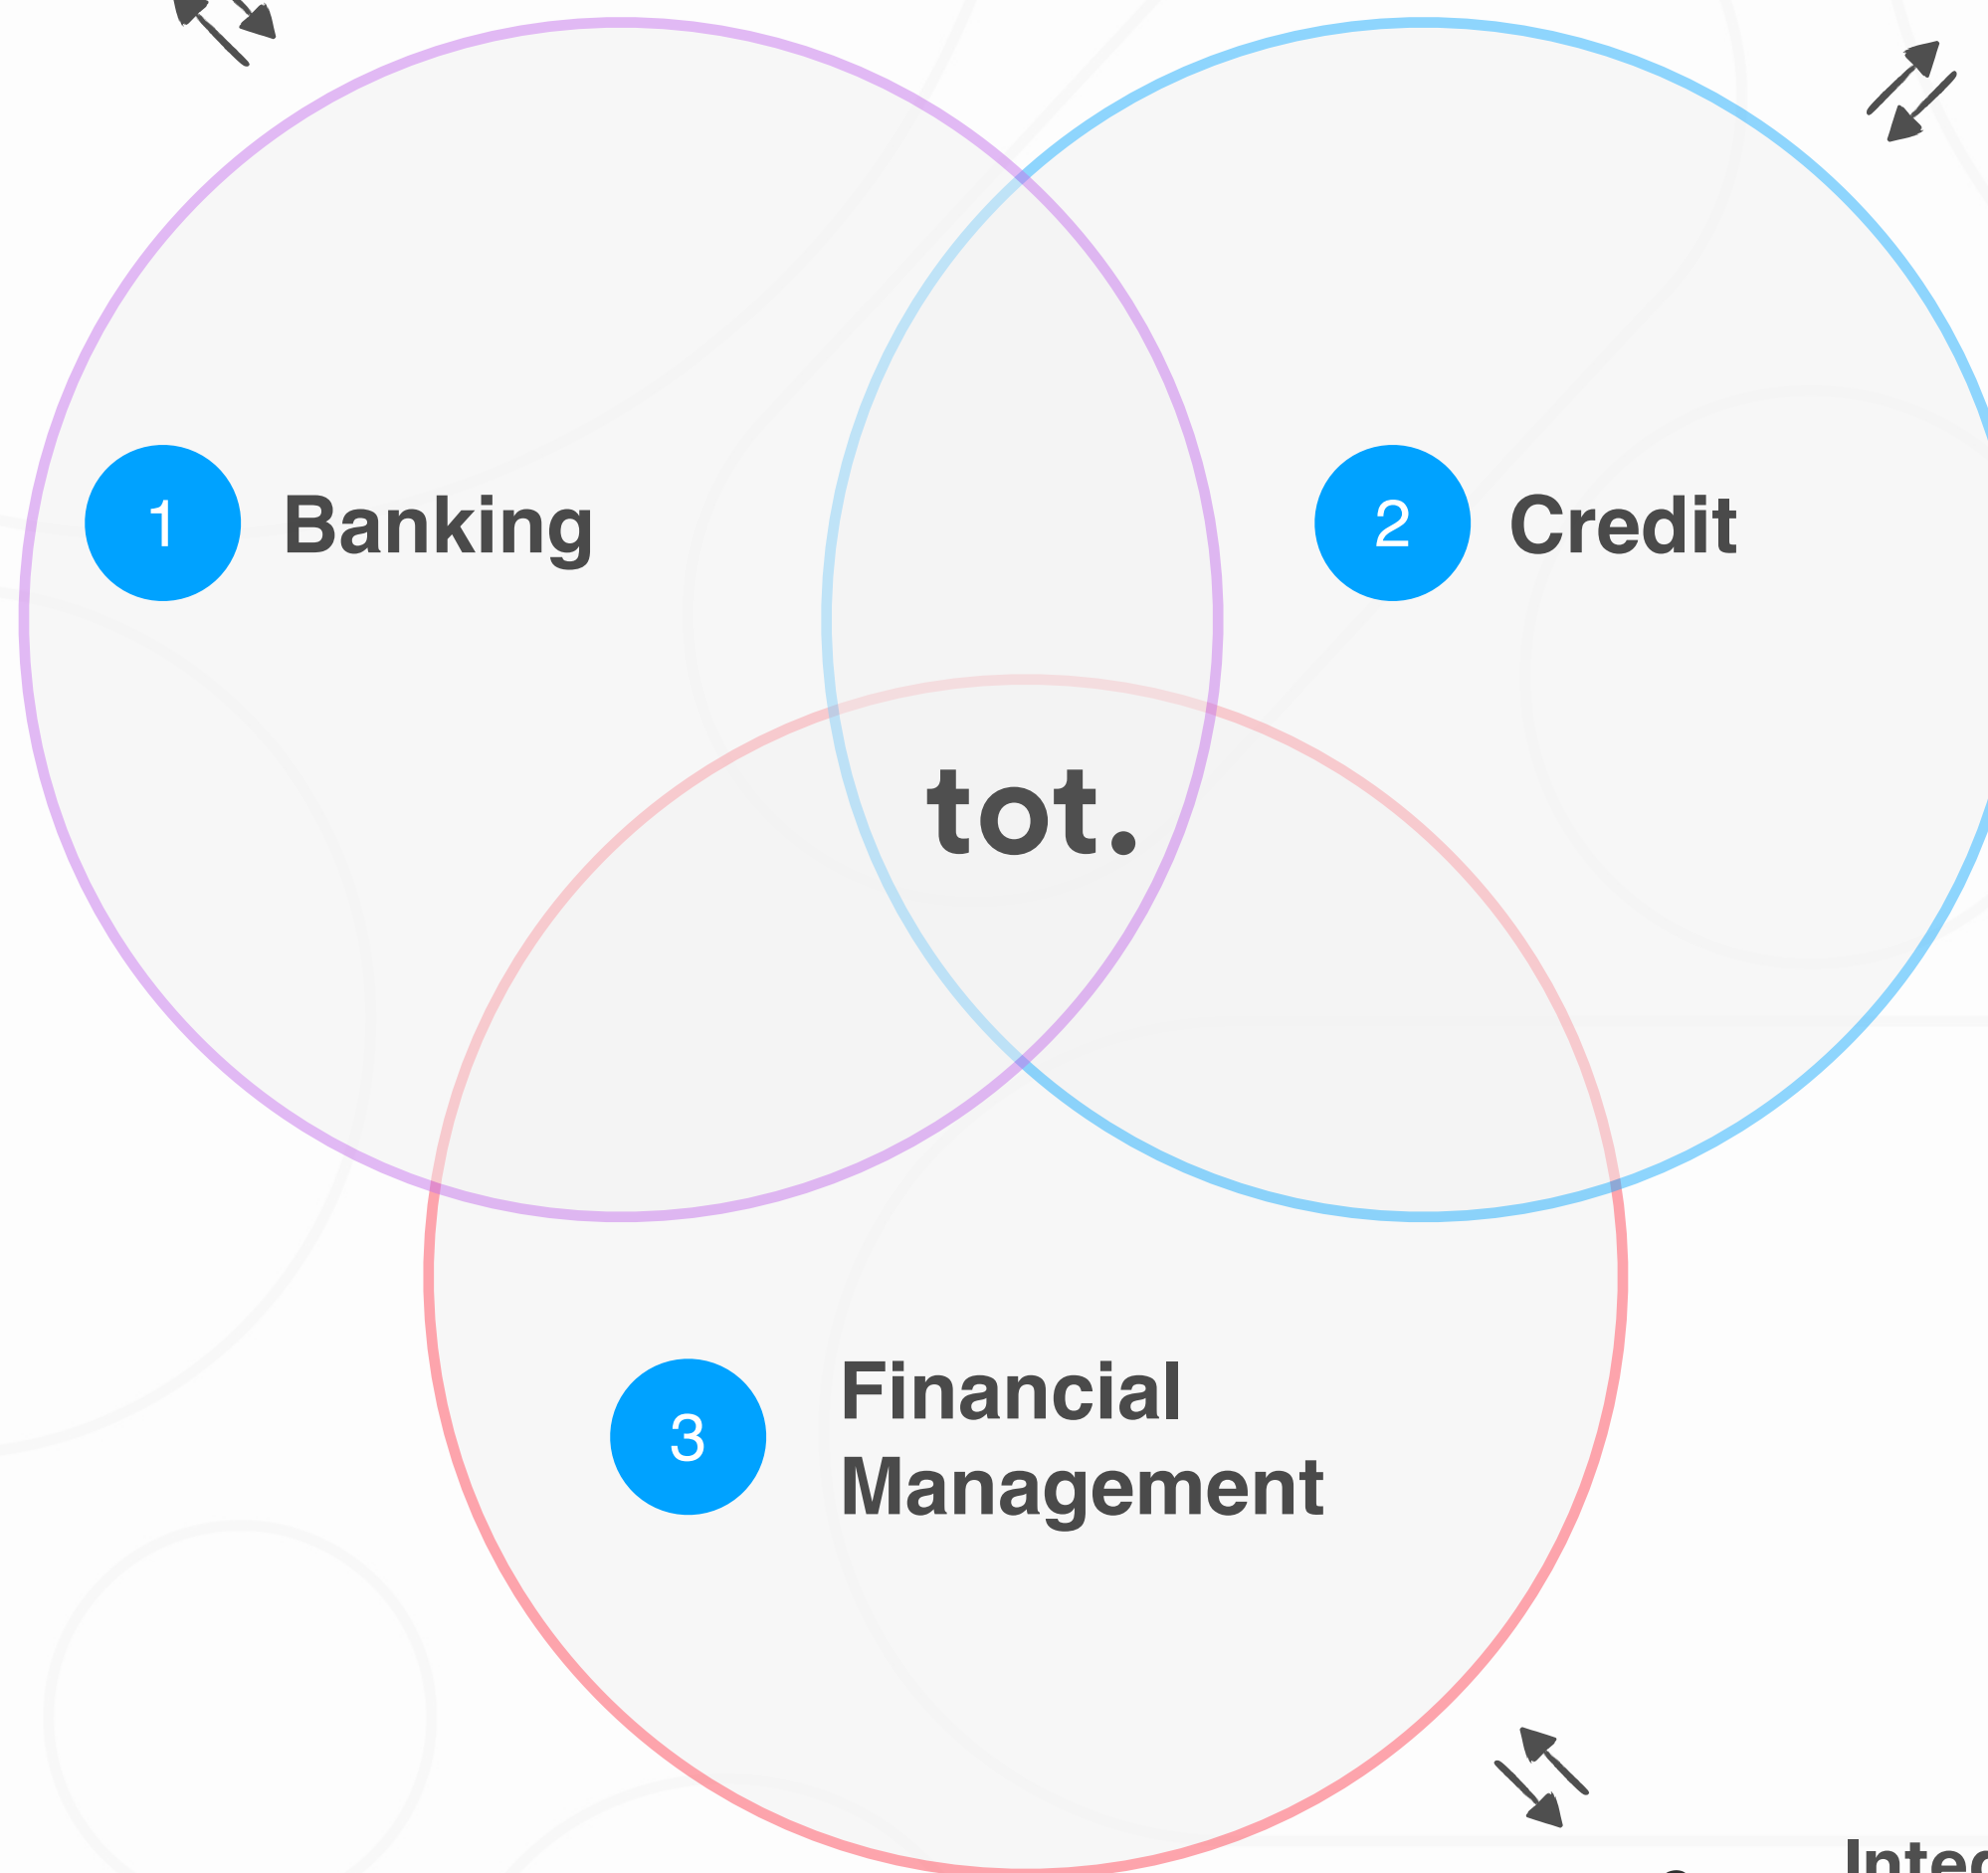 1 Banking
2 Credit
tot.
3 Financial
Management